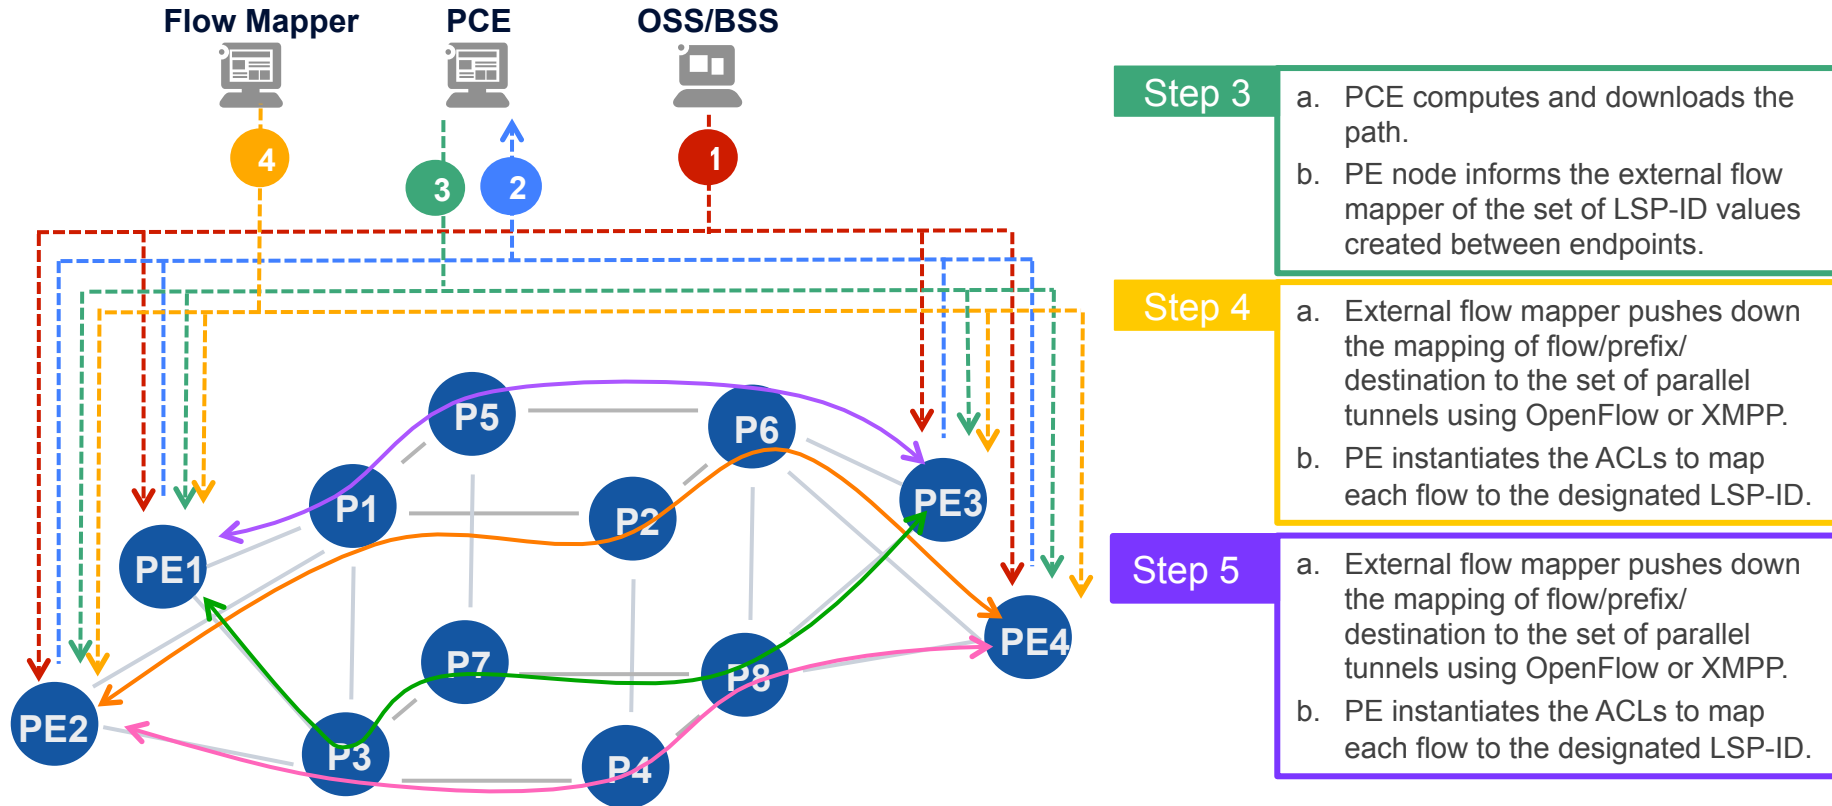 Flow Mapper
PCE
OSS/BSS
4
3
2
1
P5
P6
P1
P2
PE3
PE1
P7
P8
PE4
PE2
P3
P4
Step 3
a. PCE computes and downloads the
path.
b. PE node informs the external flow
mapper of the set of LSP-ID values
created between endpoints.
Step 4
a. External flow mapper pushes down
the mapping of flow/prefix/
destination to the set of parallel
tunnels using OpenFlow or XMPP.
b. PE instantiates the ACLs to map
each flow to the designated LSP-ID.
Step 5
a. External flow mapper pushes down
the mapping of flow/prefix/
destination to the set of parallel
tunnels using OpenFlow or XMPP.
b. PE instantiates the ACLs to map
each flow to the designated LSP-ID.